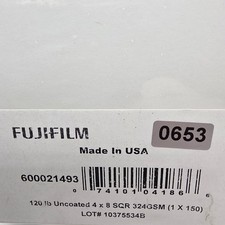 FUJIFILM
0653
Made In USA
600021493
0 74101 04186 6
120 lb Uncoated 4 x 8 SCR 324GSM (1 X 150)
LOT# 10375534B